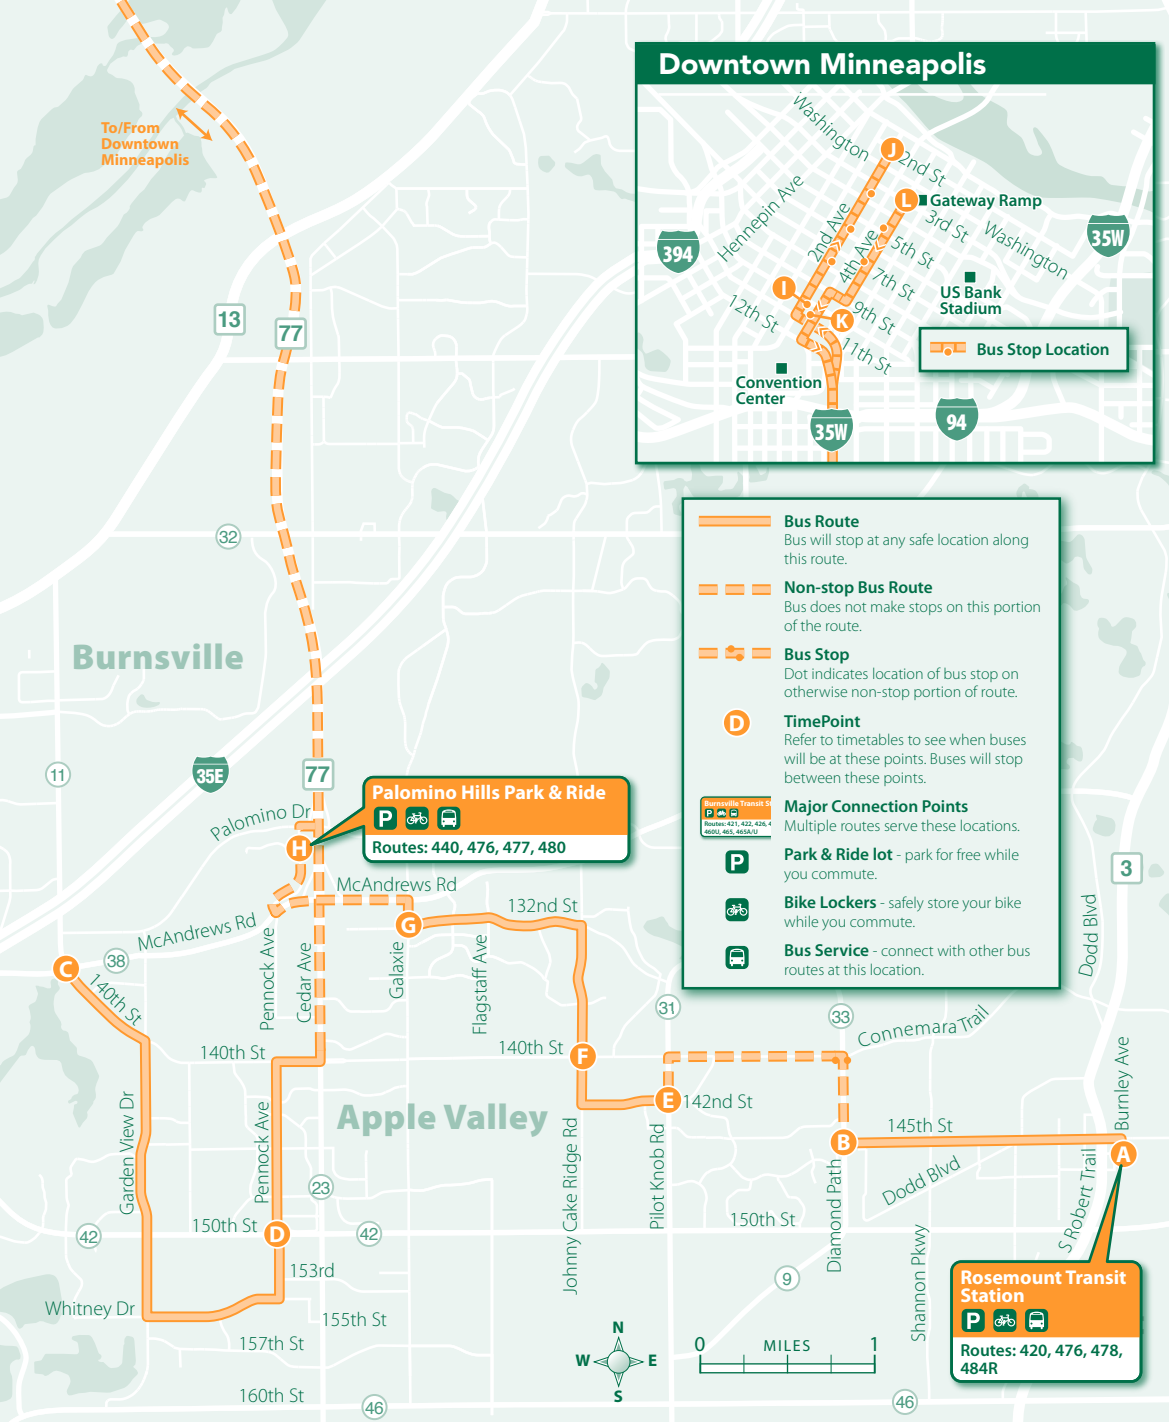 To/From
Downtown
Minneapolis
13
77
32
Burnsville
11
35E
77
Palomino Dr
H
Palomino Hills Park & Ride
P
Routes: 440, 476, 477, 480
McAndrews Rd
McAndrews Rd
132nd St
G
38
C
140th St
Pennock Ave
Cedar Ave
Galaxie
Flagstaff Ave
140th St
140th St
F
31
33
Connemara Trail
Dodd Blvd
3
Apple Valley
E
142nd St
B
145th St
Burnley Ave
A
Garden View Dr
Pennock Ave
23
Johnny Cake Ridge Rd
Pilot Knob Rd
Diamond Path
Dodd Blvd
S Robert Trail
42
150th St
D
42
150th St
153rd
9
Shannon Pkwy
Whitney Dr
155th St
157th St
160th St
46
46
N
W
E
S
0
MILES
1
Rosemount Transit
Station
P
Routes: 420, 476, 478,
484R
Downtown Minneapolis
Washington
J
2nd St
L
Gateway Ramp
Hennepin Ave
2nd Ave
4th Ave
3rd St
Washington
5th St
7th St
394
35W
I
12th St
K
9th St
11th St
US Bank
Stadium
Bus Stop Location
Convention
Center
35W
94
Bus Route
Bus will stop at any safe location along
this route.
Non-stop Bus Route
Bus does not make stops on this portion
of the route.
Bus Stop
Dot indicates location of bus stop on
otherwise non-stop portion of route.
D
TimePoint
Refer to timetables to see when buses
will be at these points. Buses will stop
between these points.
Burnsville Transit St
P
Routes: 421, 422, 426, 4
460U, 465, 465A/U
Major Connection Points
Multiple routes serve these locations.
P
Park & Ride lot - park for free while
you commute.
Bike Lockers - safely store your bike
while you commute.
Bus Service - connect with other bus
routes at this location.